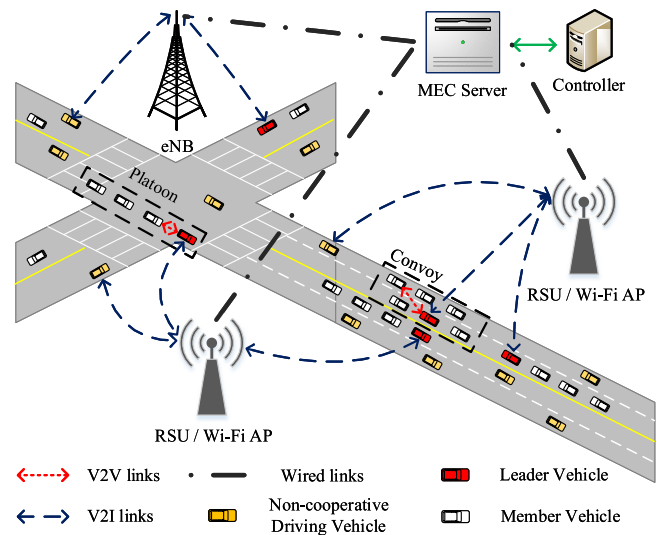 MEC Server
Controller
eNB
Platoon
Convoy
RSU / Wi-Fi AP
RSU / Wi-Fi AP
V2V links
Wired links
Leader Vehicle
V2I links
Non-cooperative
Driving Vehicle
Member Vehicle